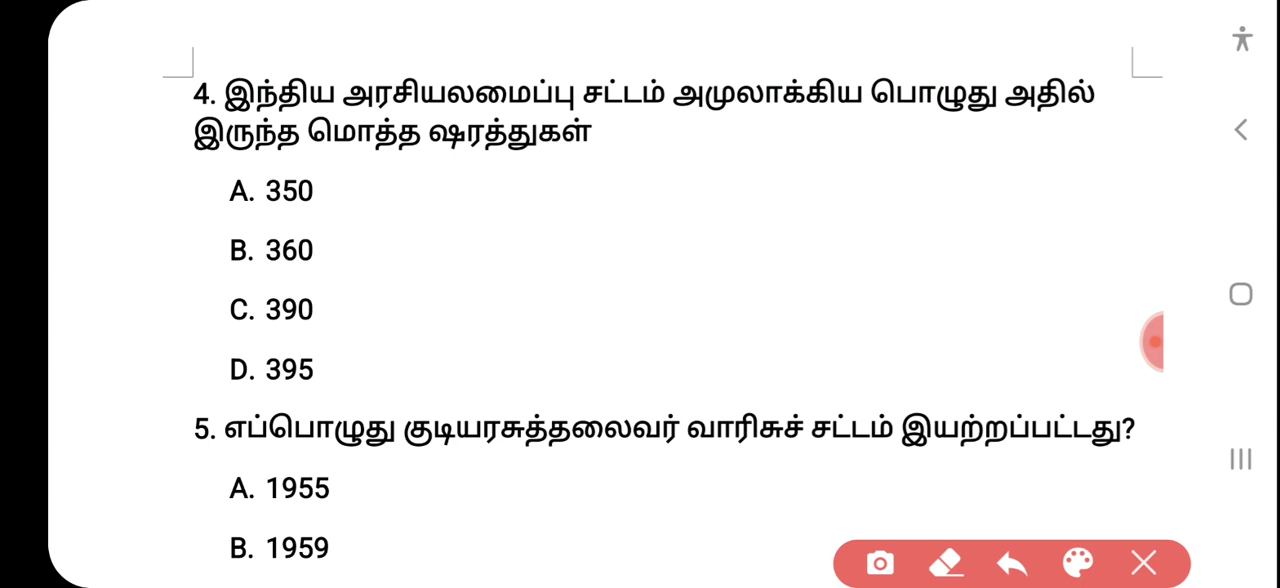 4. இந்திய அரசியலமைப்பு சட்டம் அமுலாக்கிய பொழுது அதில்
இருந்த மொத்த ஷரத்துகள்
A. 350
B. 360
C. 390
D. 395
5. எப்பொழுது குடியரசுத்தலைவர் வாரிசுச் சட்டம் இயற்றப்பட்டது?
A. 1955
B. 1959